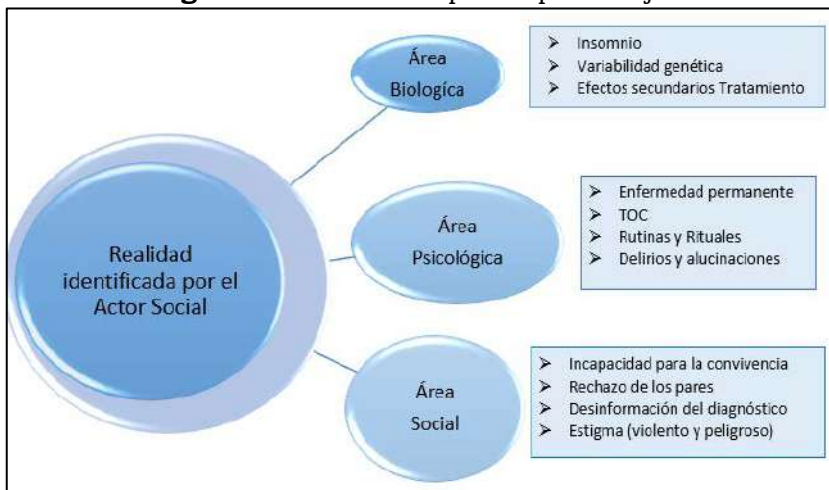 Área
Biologíca
➤ Insomnio
➤ Variabilidad genética
➤ Efectos secundarios Tratamiento
Realidad
identificada por el
Actor Social
Área
Psicológica
➤ Enfermedad permanente
➤ TOC
➤ Rutinas y Rituales
➤ Delirios y alucinaciones
Área
Social
➤ Incapacidad para la convivencia
➤ Rechazo de los pares
➤ Desinformación del diagnóstico
➤ Estigma (violento y peligroso)